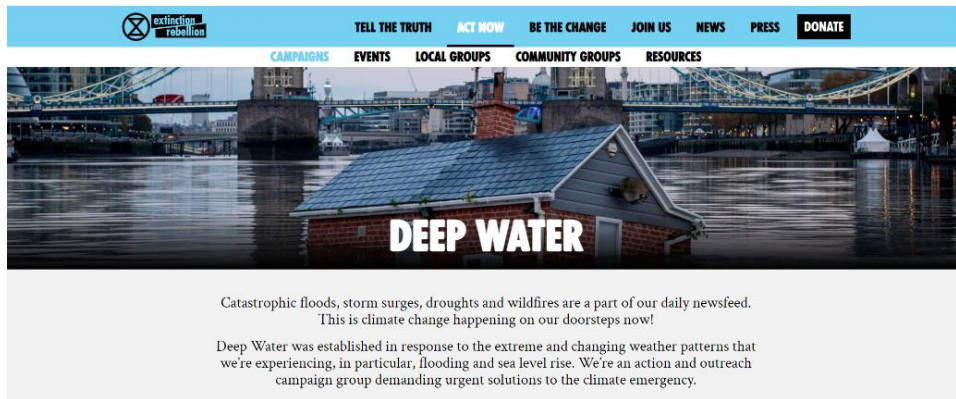 extinction
rebellion
TELL THE TRUTH ACT NOW BE THE CHANGE JOIN US NEWS PRESS DONATE
CAMPAIGNS EVENTS LOCAL GROUPS COMMUNITY GROUPS RESOURCES
DEEP WATER
Catastrophic floods, storm surges, droughts and wildfires are a part of our daily newsfeed.
This is climate change happening on our doorsteps now!
Deep Water was established in response to the extreme and changing weather patterns that
we're experiencing, in particular, flooding and sea level rise. We're an action and outreach
campaign group demanding urgent solutions to the climate emergency.